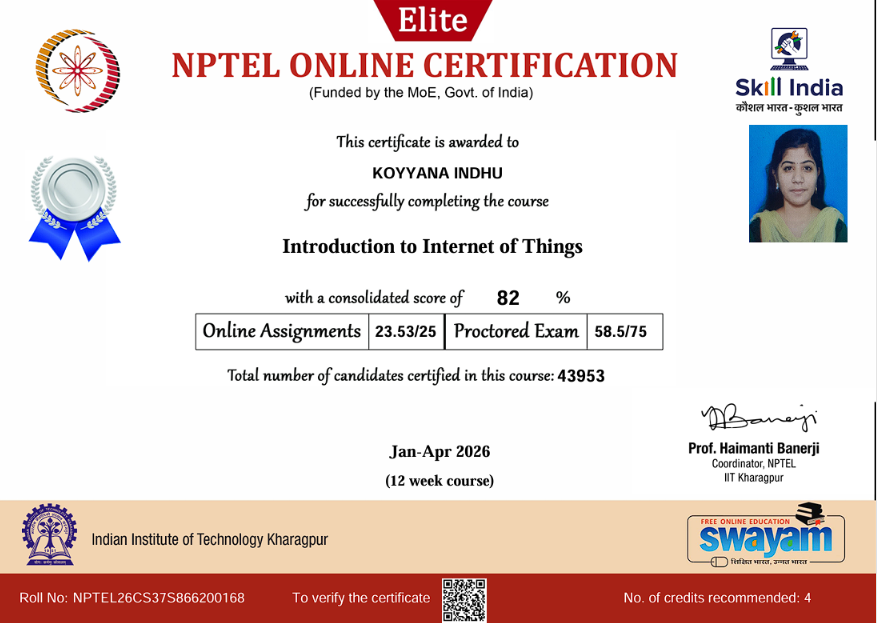 Elite
NPTEL ONLINE CERTIFICATION
(Funded by the MoE, Govt. of India)
Skill India
कौशल भारत - कुशल भारत
This certificate is awarded to
KOYYANA INDHU
for successfully completing the course
Introduction to Internet of Things
with a consolidated score of 82 %
Online Assignments 23.53/25 Proctored Exam 58.5/75
Total number of candidates certified in this course: 43953
Jan-Apr 2026
(12 week course)
Prof. Haimanti Banerji
Coordinator, NPTEL
IIT Kharagpur
Indian Institute of Technology Kharagpur
FREE ONLINE EDUCATION
swayam
शिक्षित भारत, उन्नत भारत
Roll No: NPTEL26CS37S866200168
To verify the certificate
No. of credits recommended: 4